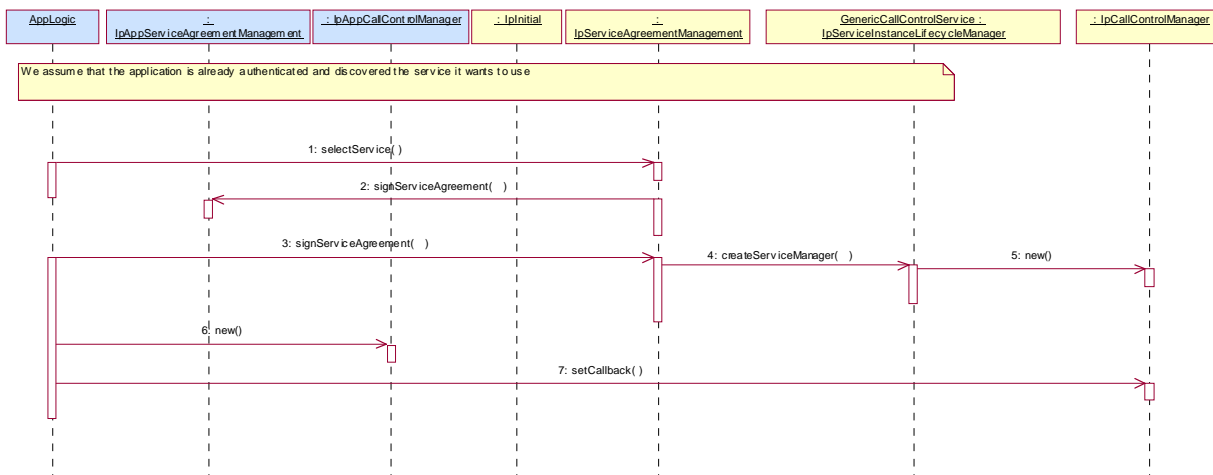 AppLogic
:
IpAppServiceAgreementManagement
: IpAppCallControlManager
: IpInitial
:
IpServiceAgreementManagement
GenericCallControlService :
IpServiceInstanceLifecycleManager
: IpCallControlManager
We assume that the application is already authenticated and discovered the service it wants to use
1: selectService( )
2: signServiceAgreement( )
3: signServiceAgreement( )
4: createServiceManager( )
5: new()
6: new()
7: setCallback( )